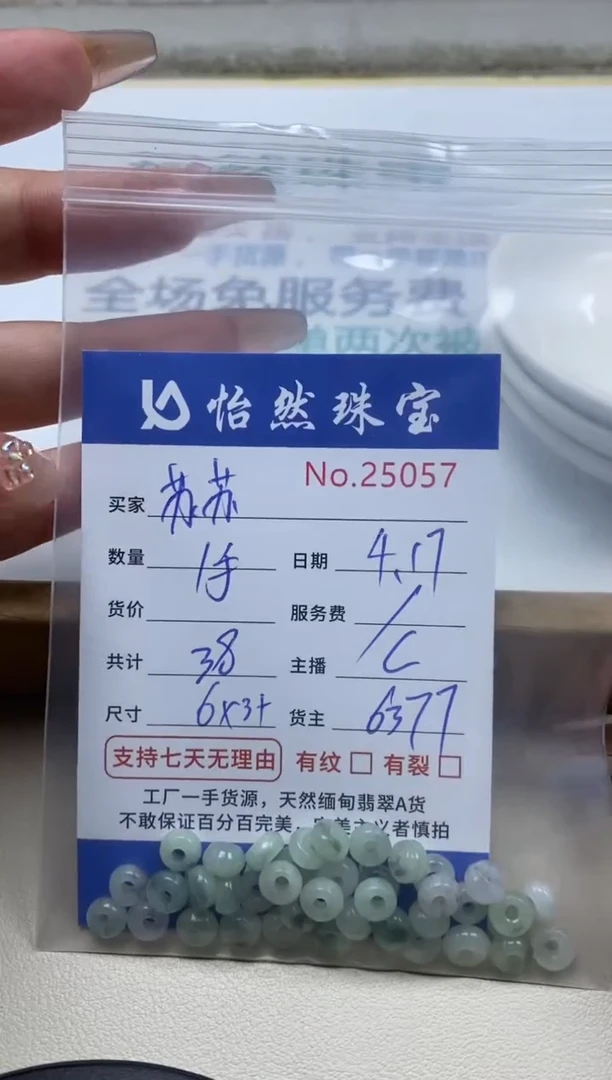 全场免服务费
单两次被
怡然珠宝
No.25057
买家 苏苏
数量 1手 日期 4.17
货价 服务费 /
共计 38 主播 C
尺寸 6x3+ 货主 6377
支持七天无理由 有纹 □ 有裂 □
工厂一手货源，天然缅甸翡翠A货
不敢保证百分百完美，完美主义者慎拍